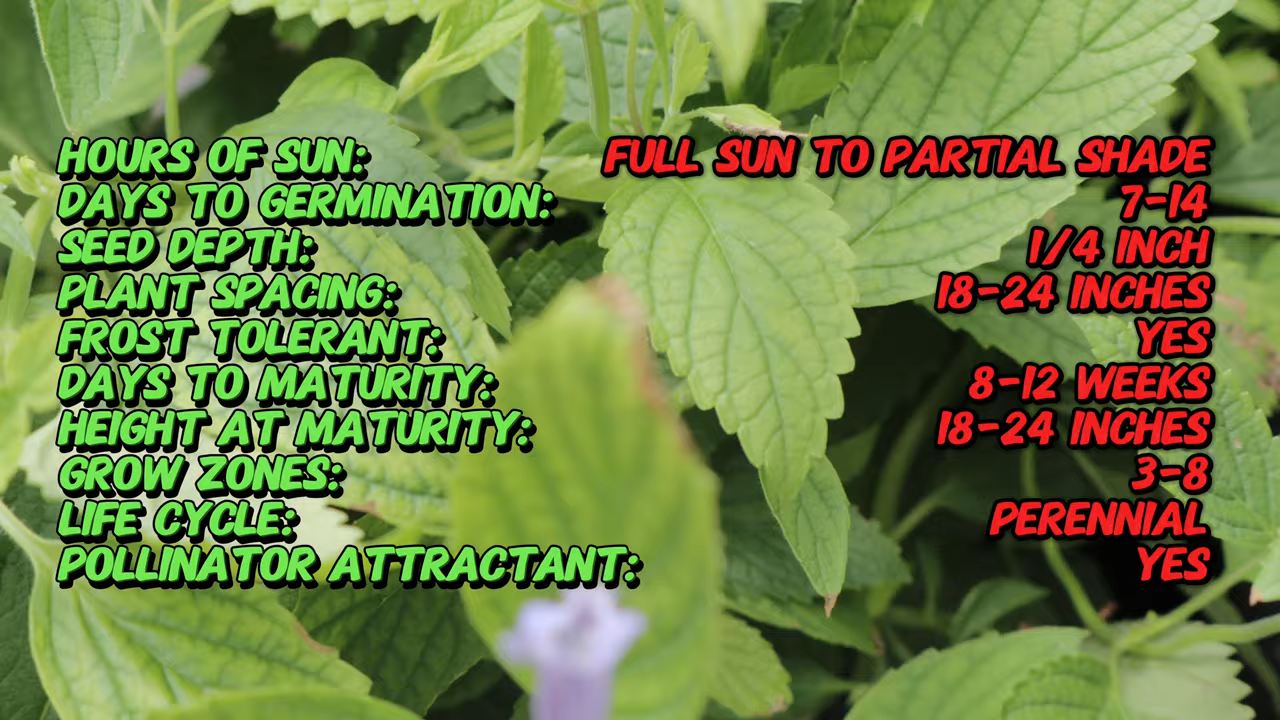 HOURS OF SUN: FULL SUN TO PARTIAL SHADE
DAYS TO GERMINATION: 7-14
SEED DEPTH: 1/4 INCH
PLANT SPACING: 18-24 INCHES
FROST TOLERANT: YES
DAYS TO MATURITY: 8-12 WEEKS
HEIGHT AT MATURITY: 18-24 INCHES
GROW ZONES: 3-8
LIFE CYCLE: PERENNIAL
POLLINATOR ATTRACTANT: YES